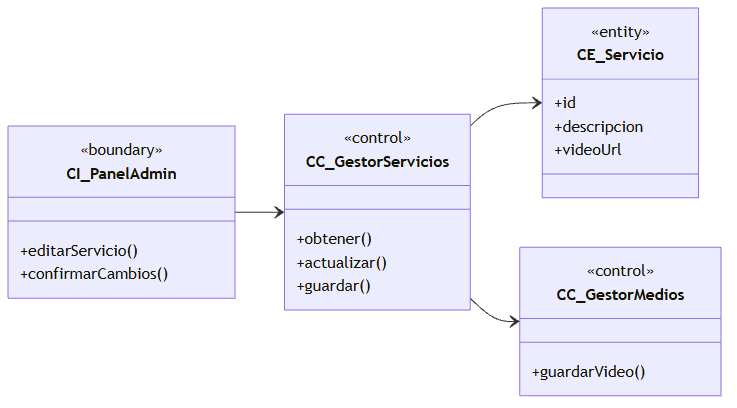 «boundary»
CI_PanelAdmin
+editarServicio()
+confirmarCambios()
«control»
CC_GestorServicios
+obtener()
+actualizar()
+guardar()
«entity»
CE_Servicio
+id
+descripcion
+videoUrl
«control»
CC_GestorMedios
+guardarVideo()